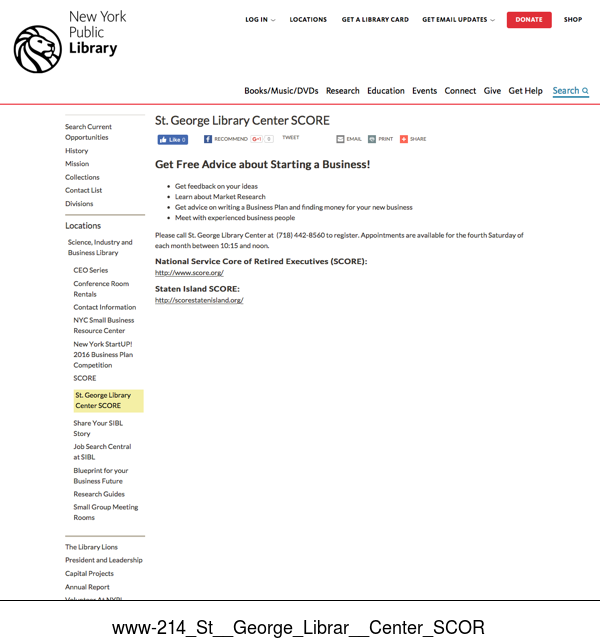 New York
Public
Library
LOG IN
LOCATIONS
GET A LIBRARY CARD
GET EMAIL UPDATES
DONATE
SHOP
Books/Music/DVDs Research Education Events Connect Give Get Help Search
Search Current
Opportunities
History
Mission
Collections
Contact List
Divisions
Locations
Science, Industry and
Business Library
CEO Series
Conference Room
Rentals
Contact Information
NYC Small Business
Resource Center
New York StartUP!
2016 Business Plan
Competition
SCORE
St. George Library
Center SCORE
Share Your SIBL
Story
Job Search Central
at SIBL
Blueprint for your
Business Future
Research Guides
Small Group Meeting
Rooms
The Library Lions
President and Leadership
Capital Projects
Annual Report
Volunteer At NYPL
St. George Library Center SCORE
Like 0
RECOMMEND
G+1 0
TWEET
EMAIL
PRINT
SHARE
Get Free Advice about Starting a Business!
• Get feedback on your ideas
• Learn about Market Research
• Get advice on writing a Business Plan and finding money for your new business
• Meet with experienced business people
Please call St. George Library Center at (718) 442-8560 to register. Appointments are available for the fourth Saturday of
each month between 10:15 and noon.
National Service Core of Retired Executives (SCORE):
http://www.score.org/
Staten Island SCORE:
http://scorestatenisland.org/
www-214_St__George_Librar__Center_SCOR